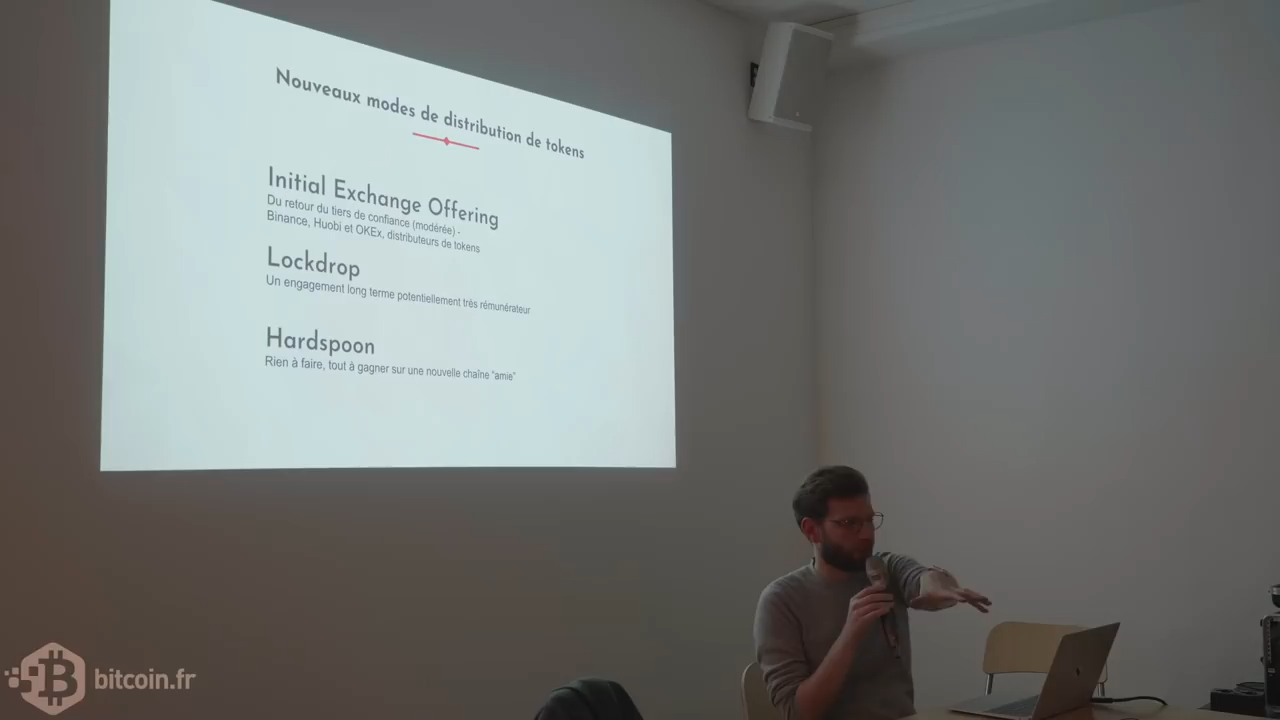 Nouveaux modes de distribution de tokens
Initial Exchange Offering
Du retour du tiers de confiance (modérée) -
Binance, Huobi et OKEx, distributeurs de tokens
Lockdrop
Un engagement long terme potentiellement très rémunérateur
Hardspoon
Rien à faire, tout à gagner sur une nouvelle chaîne "amie"
bitcoin.fr